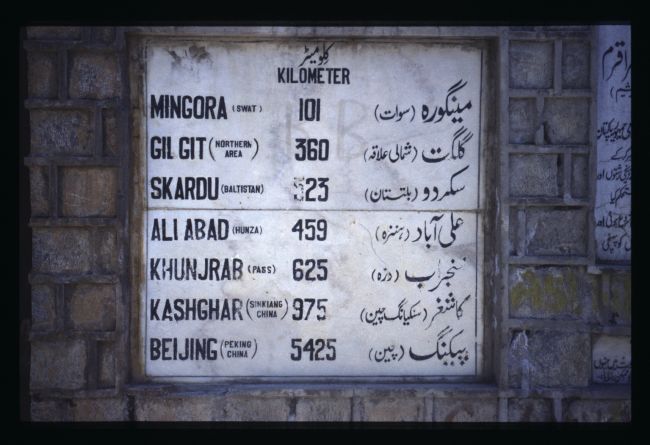 کلومیٹر
KILOMETER
MINGORA (SWAT) 101 مینگورہ (سوات)
GILGIT (NORTHERN AREA) 360 گلگت (شمالی علاقہ)
SKARDU (BALTISTAN) 523 سکردو (بلتستان)
ALI ABAD (HUNZA) 459 علی آباد (ہنزہ)
KHUNJRAB (PASS) 625 خنجراب (درہ)
KASHGHAR (SINKIANG CHINA) 975 کاشغر (سنکیانگ چین)
BEIJING (PEKING CHINA) 5425 پیکنگ (چین)